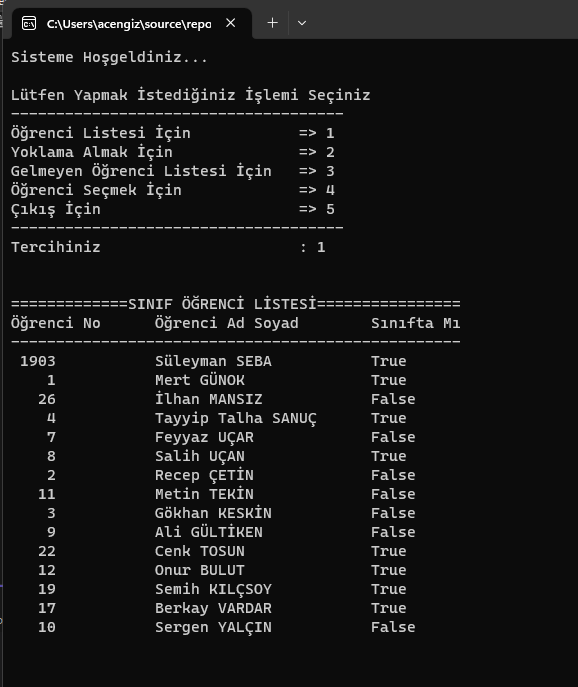 C:\Users\acengiz\source\repo
Sisteme Hoşgeldiniz...
Lütfen Yapmak İstediğiniz İşlemi Seçiniz
-------------------------------------
Öğrenci Listesi İçin            => 1
Yoklama Almak İçin              => 2
Gelmeyen Öğrenci Listesi İçin   => 3
Öğrenci Seçmek İçin             => 4
Çıkış İçin                      => 5
-------------------------------------
Tercihiniz                      : 1
=============SINIF ÖĞRENCİ LİSTESİ================
Öğrenci No      Öğrenci Ad Soyad        Sınıfta Mı
--------------------------------------------------
 1903           Süleyman SEBA           True
    1           Mert GÜNOK              True
   26           İlhan MANSIZ            False
    4           Tayyip Talha SANUÇ      True
    7           Feyyaz UÇAR             False
    8           Salih UÇAN              True
    2           Recep ÇETİN             False
   11           Metin TEKİN             False
    3           Gökhan KESKİN           False
    9           Ali GÜLTİKEN            False
   22           Cenk TOSUN              True
   12           Onur BULUT              True
   19           Semih KILÇSOY           True
   17           Berkay VARDAR           True
   10           Sergen YALÇIN           False